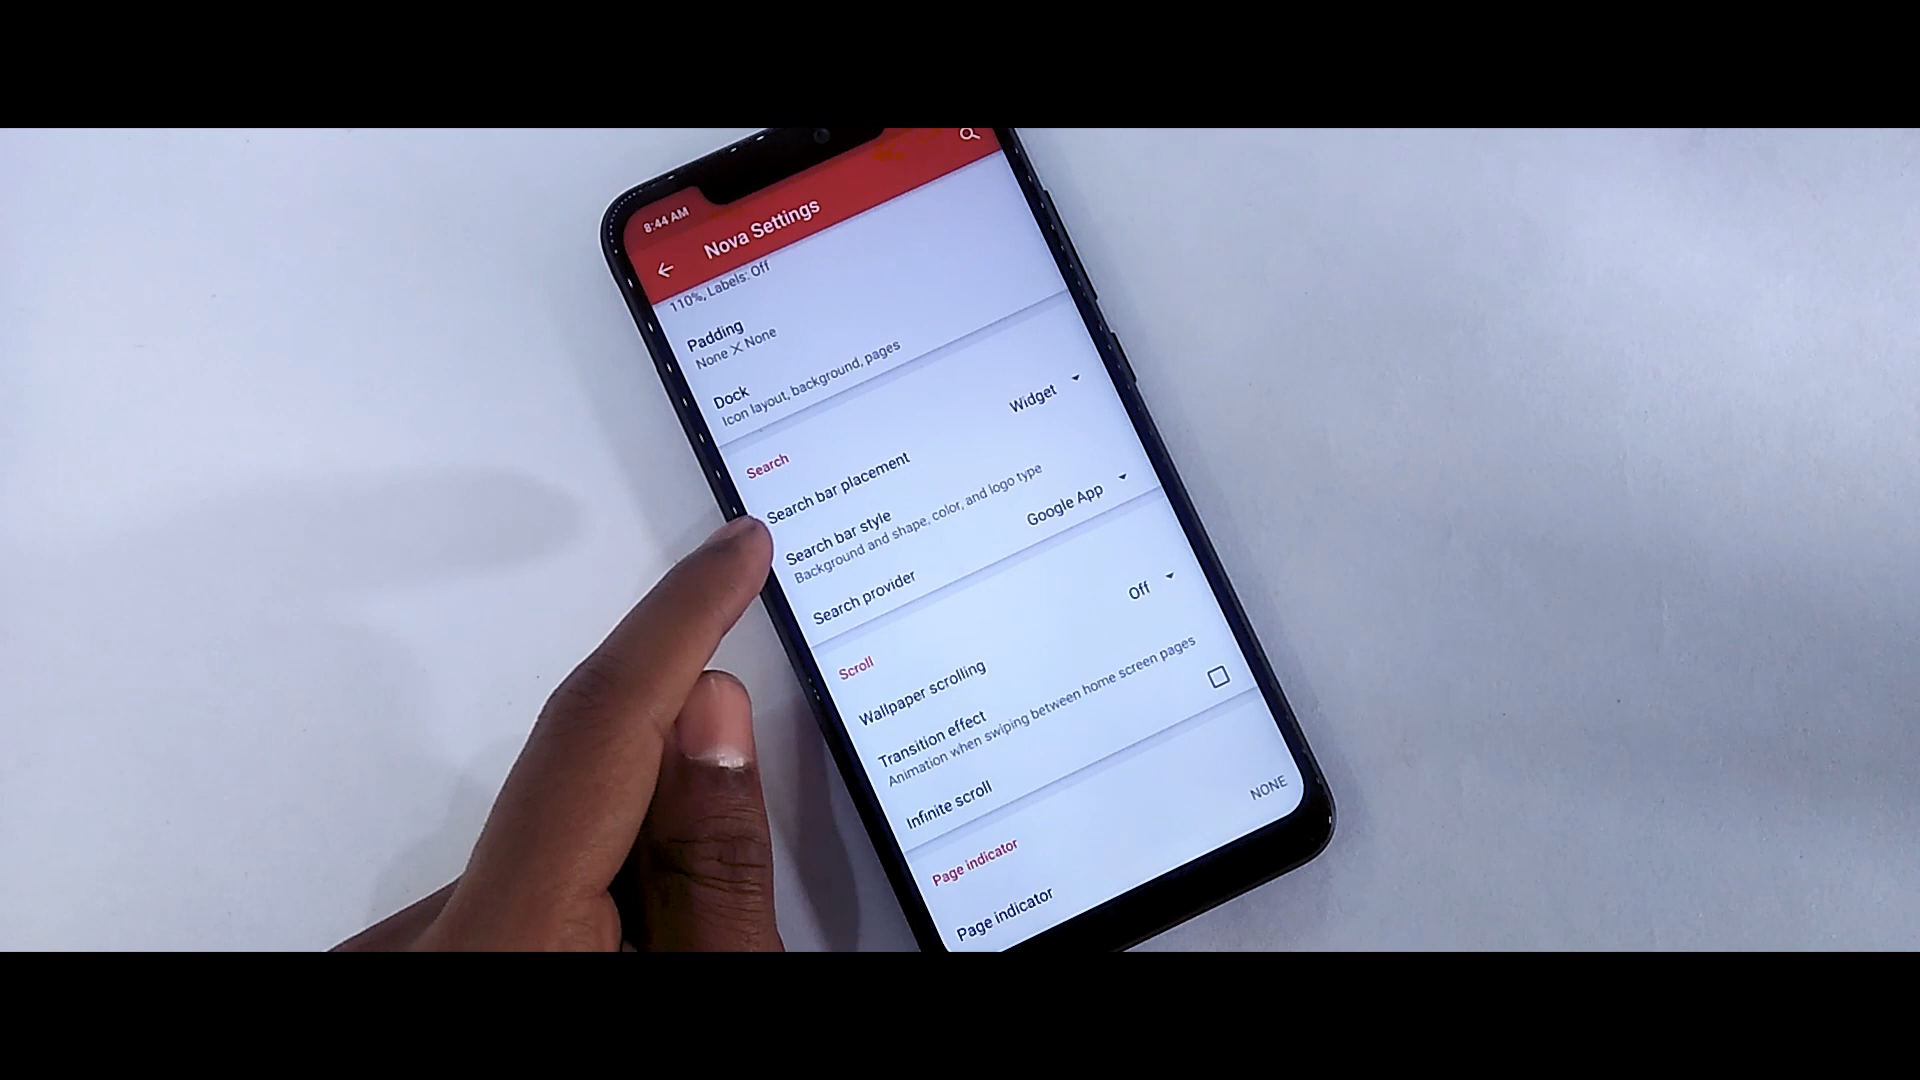 8:44 AM
Nova Settings
110%, Labels: Off
Padding
None X None
Dock
Icon layout, background, pages
Search
Search bar placement
Widget
Search bar style
Background and shape, color, and logo type
Search provider
Google App
Scroll
Wallpaper scrolling
Off
Transition effect
Animation when swiping between home screen pages
Infinite scroll
Page indicator
Page indicator
NONE